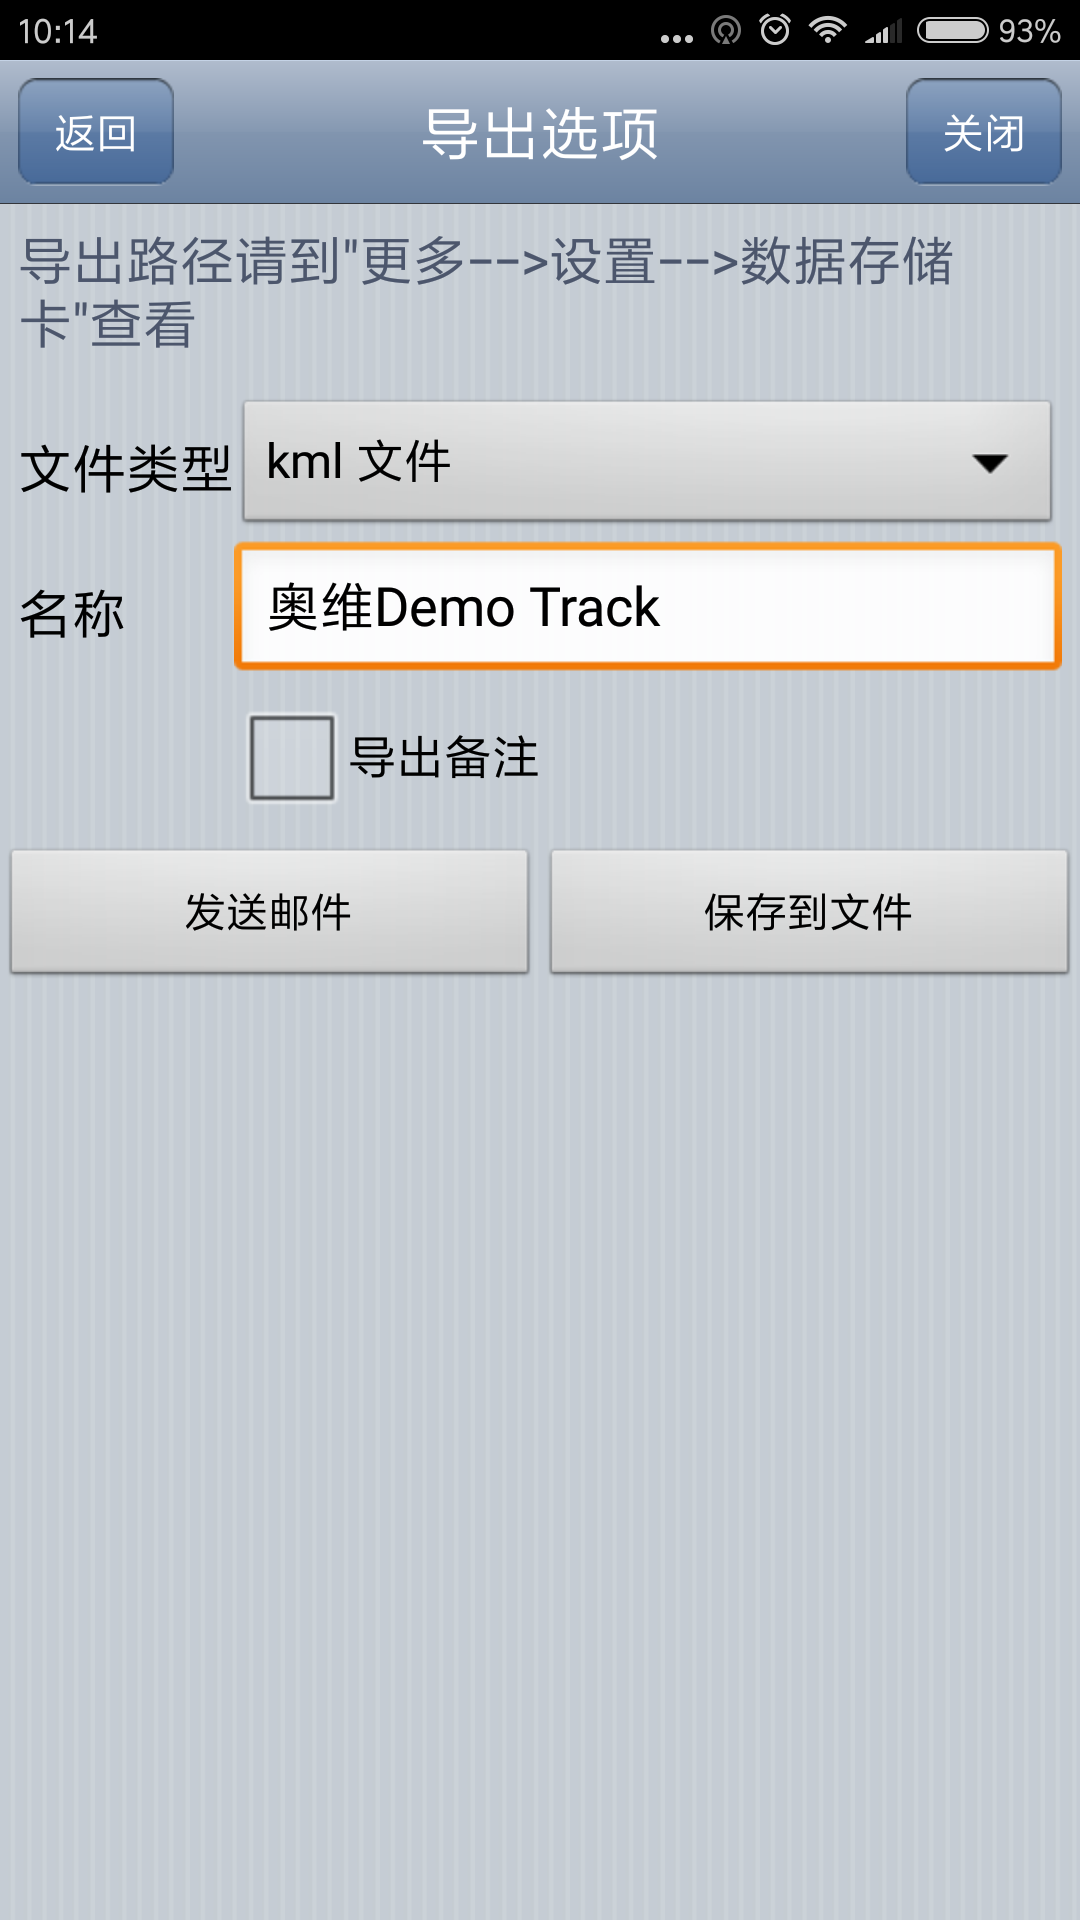 10:14
93%
返回
导出选项
关闭
导出路径请到"更多-->设置-->数据存储
卡"查看
文件类型
kml 文件
名称
奥维Demo Track
导出备注
发送邮件
保存到文件